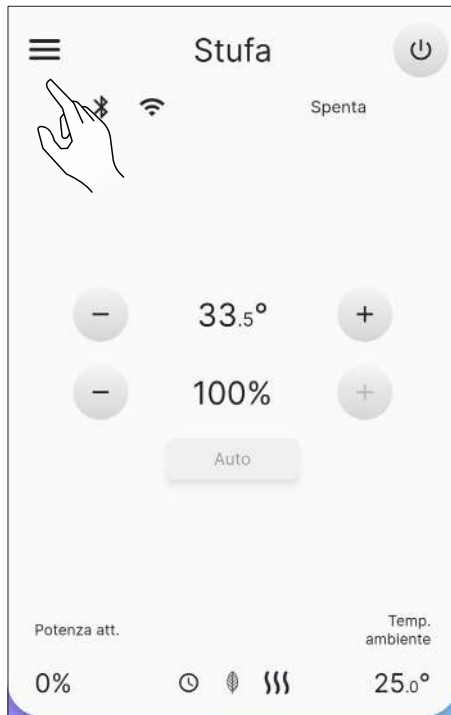 Stufa
Spenta
− 33.5° +
− 100% +
Auto
Potenza att.
Temp.
ambiente
0%
25.0°